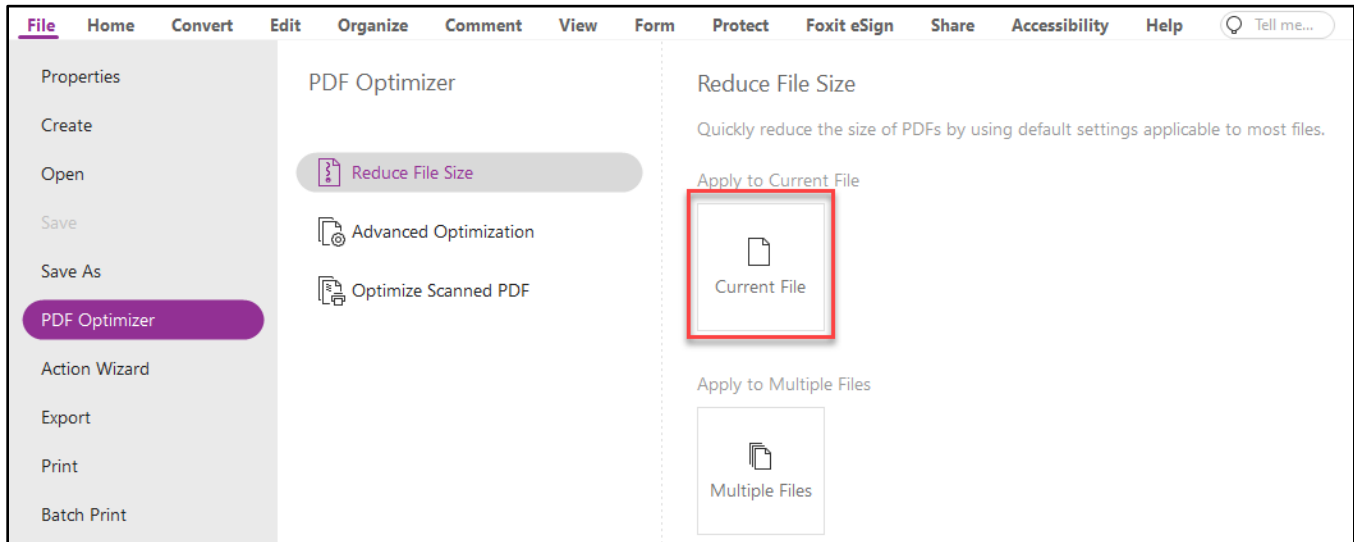 File Home Convert Edit Organize Comment View Form Protect Foxit eSign Share Accessibility Help Tell me...
Properties
Create
Open
Save
Save As
PDF Optimizer
Action Wizard
Export
Print
Batch Print
PDF Optimizer
Reduce File Size
Advanced Optimization
Optimize Scanned PDF
Reduce File Size
Quickly reduce the size of PDFs by using default settings applicable to most files.
Apply to Current File
Current File
Apply to Multiple Files
Multiple Files